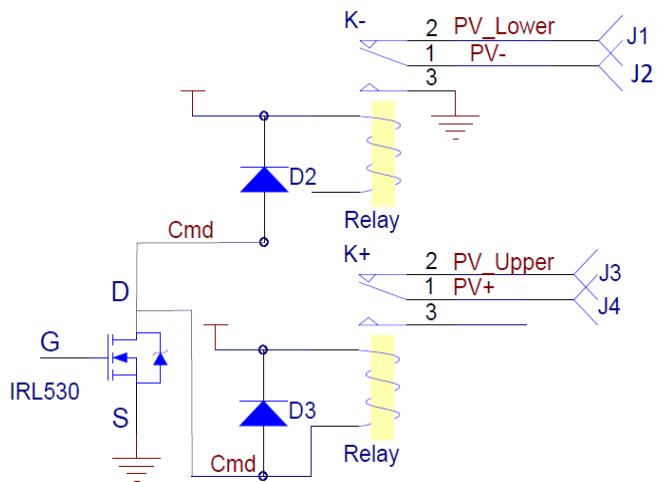 K-
2 PV_Lower
J1
1 PV-
J2
3
D2
Relay
Cmd
K+
2 PV_Upper
J3
D
1 PV+
J4
3
G
IRL530
D3
S
Relay
Cmd